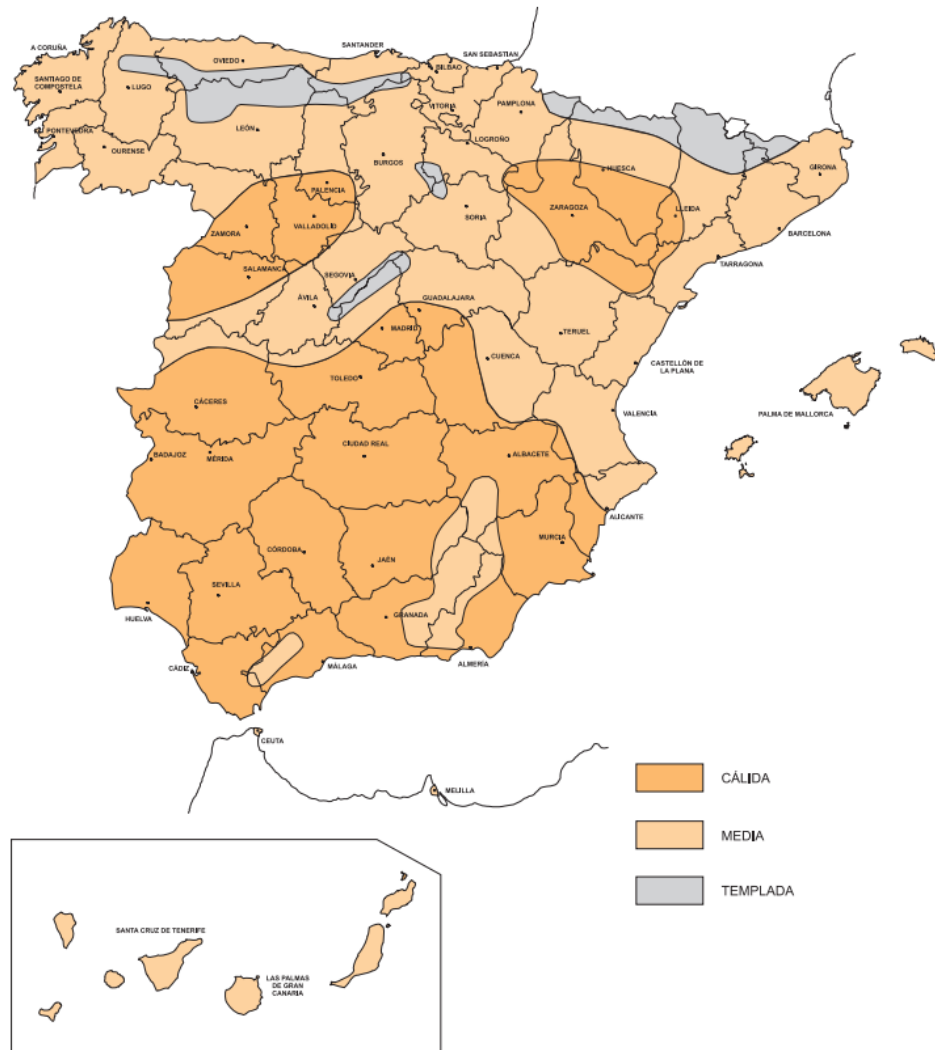 A CORUÑA
OVIEDO
SANTANDER
SAN SEBASTIAN
BILBAO
SANTIAGO DE
COMPOSTELA
LUGO
VITORIA
PAMPLONA
PONTEVEDRA
LEÓN
LOGROÑO
OURENSE
BURGOS
HUESCA
GIRONA
PALENCIA
ZARAGOZA
LLEIDA
ZAMORA
VALLADOLÍD
SORIA
BARCELONA
TARRAGONA
SALAMANCA
SEGOVIA
ÁVILA
GUADALAJARA
MADRID
TERUEL
CUENCA
CASTELLÓN DE
LA PLANA
TOLEDO
CÁCERES
VALENCÍA
PALMA DE MALLORCA
CIUDAD REAL
BADAJOZ
MÉRIDA
ALBACETE
ALICANTE
MURCIA
CÓRDOBA
JAÉN
SEVILLA
GRANADA
HUELVA
CÁDIZ
MÁLAGA
ALMERÍA
CEUTA
MELILLA
CÁLIDA
MEDIA
TEMPLADA
SANTA CRUZ DE TENERIFE
LAS PALMAS
DE GRAN
CANARIA